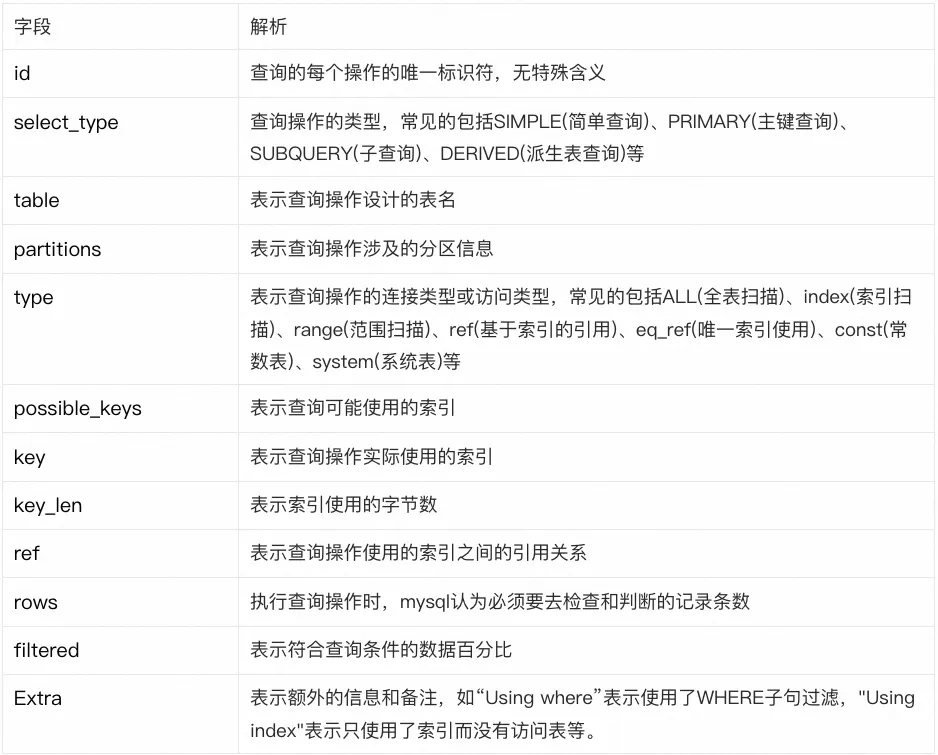 字段 解析
id 查询的每个操作的唯一标识符，无特殊含义
select_type 查询操作的类型，常见的包括SIMPLE(简单查询)、PRIMARY(主键查询)、
SUBQUERY(子查询)、DERIVED(派生表查询)等
table 表示查询操作设计的表名
partitions 表示查询操作涉及的分区信息
type 表示查询操作的连接类型或访问类型，常见的包括ALL(全表扫描)、index(索引扫
描)、range(范围扫描)、ref(基于索引的引用)、eq_ref(唯一索引使用)、const(常
数表)、system(系统表)等
possible_keys 表示查询可能使用的索引
key 表示查询操作实际使用的索引
key_len 表示索引使用的字节数
ref 表示查询操作使用的索引之间的引用关系
rows 执行查询操作时，mysql认为必须要去检查和判断的记录条数
filtered 表示符合查询条件的数据百分比
Extra 表示额外的信息和备注，如“Using where”表示使用了WHERE子句过滤，"Using
index"表示只使用了索引而没有访问表等。